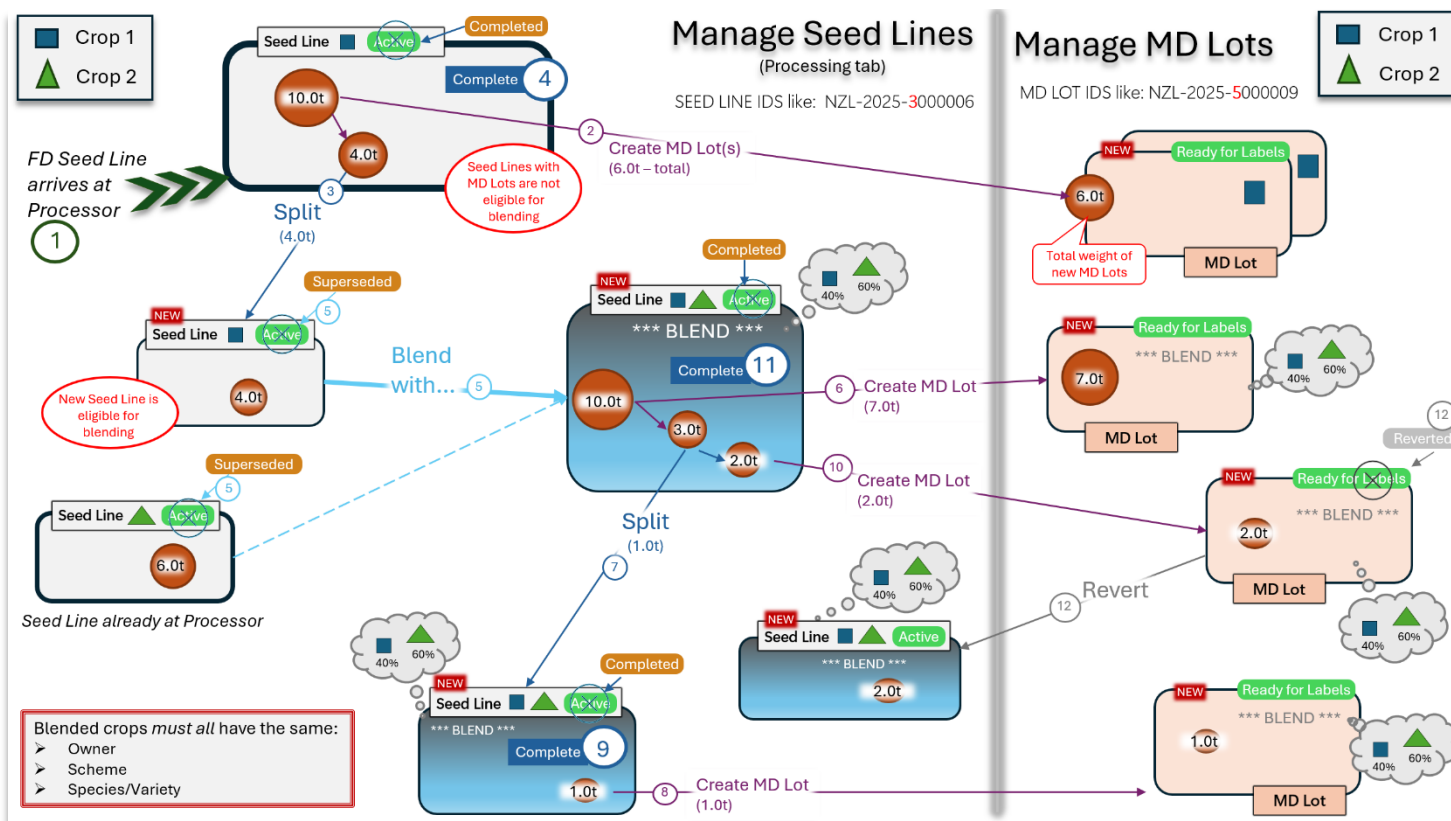 Crop 1
Crop 2
Completed
Seed Line
Active
Complete
4
10.0t
4.0t
3
Seed Lines with
MD Lots are not
eligible for
blending
FD Seed Line
arrives at
Processor
1
Manage Seed Lines
(Processing tab)
SEED LINE IDS like: NZL-2025-3000006
2
Create MD Lot(s)
(6.0t – total)
Manage MD Lots
MD LOT IDS like: NZL-2025-5000009
Crop 1
Crop 2
NEW
Ready for Labels
6.0t
Total weight of
new MD Lots
MD Lot
Split
(4.0t)
Superseded
5
NEW
Seed Line
Active
4.0t
New Seed Line is
eligible for
blending
Blend
with...
5
Completed
NEW
Seed Line
Active
40%
60%
*** BLEND ***
Complete
11
10.0t
3.0t
2.0t
6
Create MD Lot
(7.0t)
NEW
Ready for Labels
*** BLEND ***
7.0t
MD Lot
40%
60%
Superseded
5
Seed Line
Active
6.0t
Seed Line already at Processor
Split
(1.0t)
7
10
Create MD Lot
(2.0t)
12
Reverted
NEW
Ready for Labels
*** BLEND ***
2.0t
MD Lot
40%
60%
12
Revert
40%
60%
NEW
Seed Line
Active
*** BLEND ***
2.0t
40%
60%
Completed
NEW
Seed Line
Active
*** BLEND ***
Complete
9
1.0t
8
Create MD Lot
(1.0t)
NEW
Ready for Labels
*** BLEND ***
1.0t
MD Lot
40%
60%
Blended crops must all have the same:
➢ Owner
➢ Scheme
➢ Species/Variety